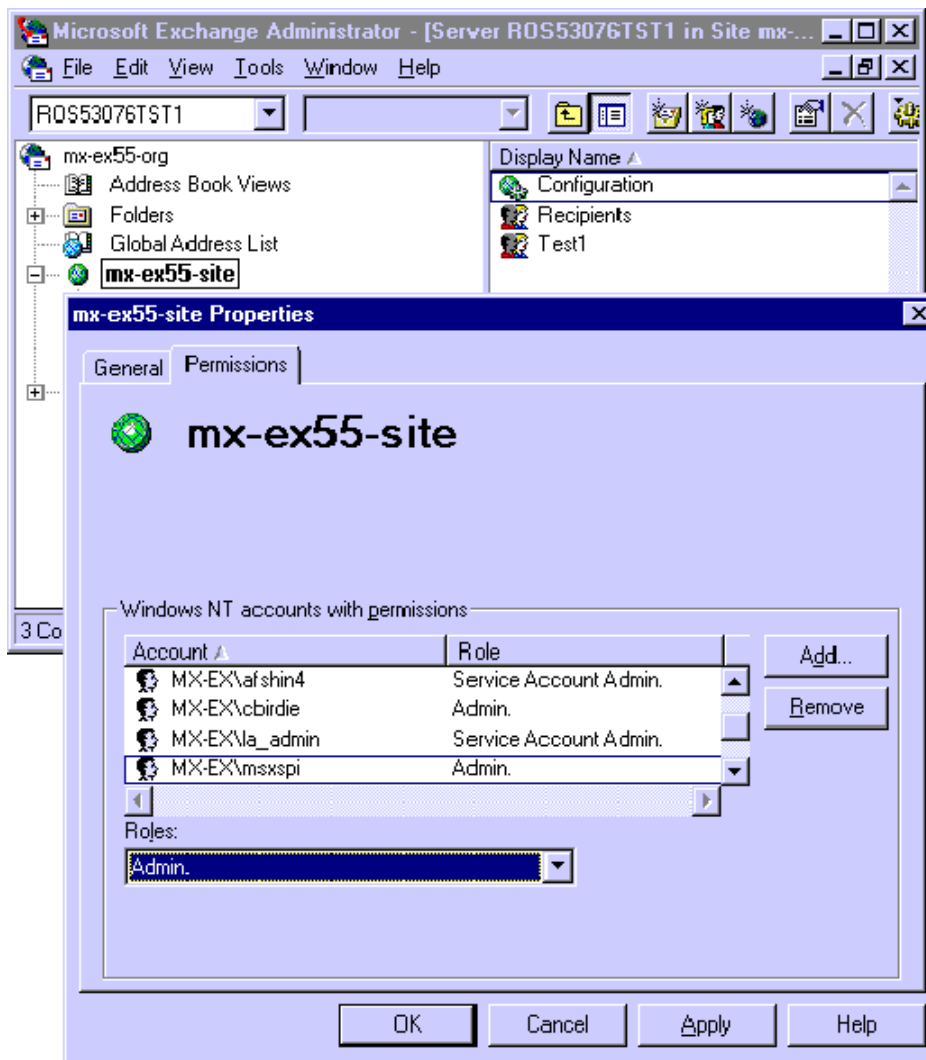 Microsoft Exchange Administrator - [Server ROS53076TST1 in Site mx-...
File Edit View Tools Window Help
ROS53076TST1
mx-ex55-org
Address Book Views
Folders
Global Address List
mx-ex55-site
Display Name
Configuration
Recipients
Test1
3 Co
mx-ex55-site Properties
General Permissions
mx-ex55-site
Windows NT accounts with permissions
Account Role
MX-EX\afshin4 Service Account Admin.
MX-EX\cbirdie Admin.
MX-EX\la_admin Service Account Admin.
MX-EX\msxspi Admin.
Add...
Remove
Roles:
Admin.
OK Cancel Apply Help